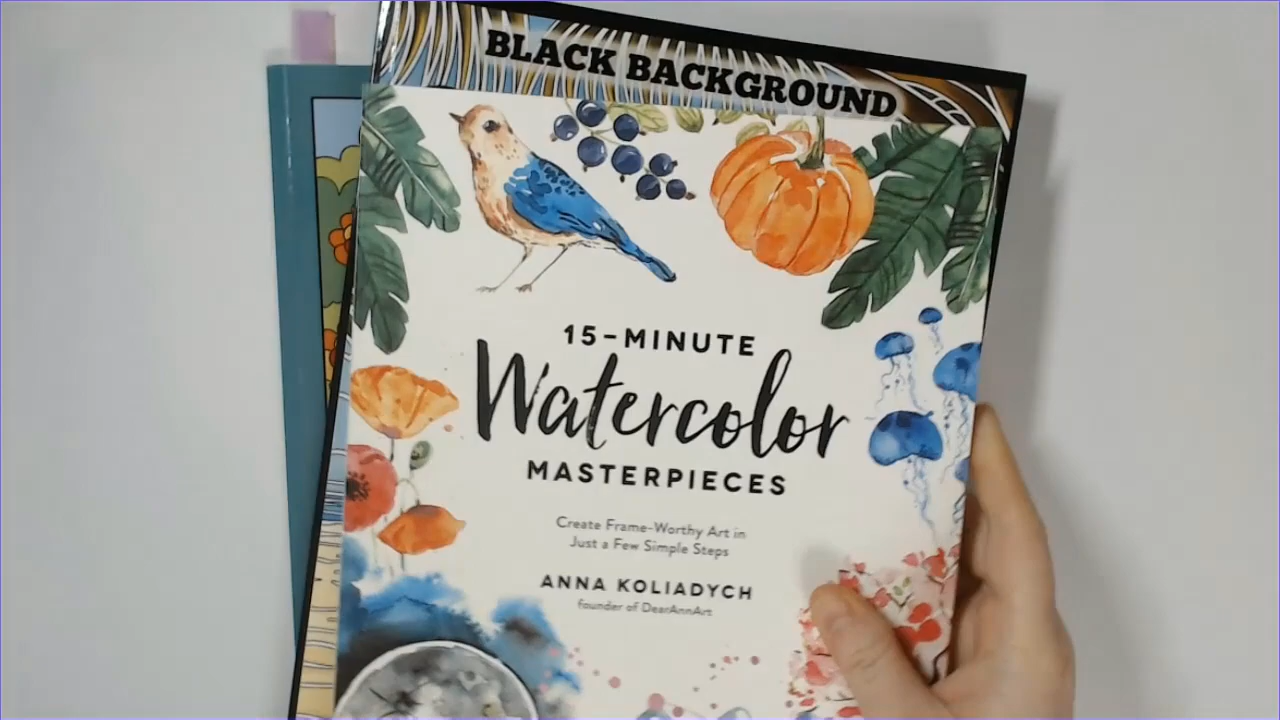 BLACK BACKGROUND
15-MINUTE
Watercolor
MASTERPIECES
Create Frame-Worthy Art in
Just a Few Simple Steps
ANNA KOLIADYCH
founder of DearAnnArt